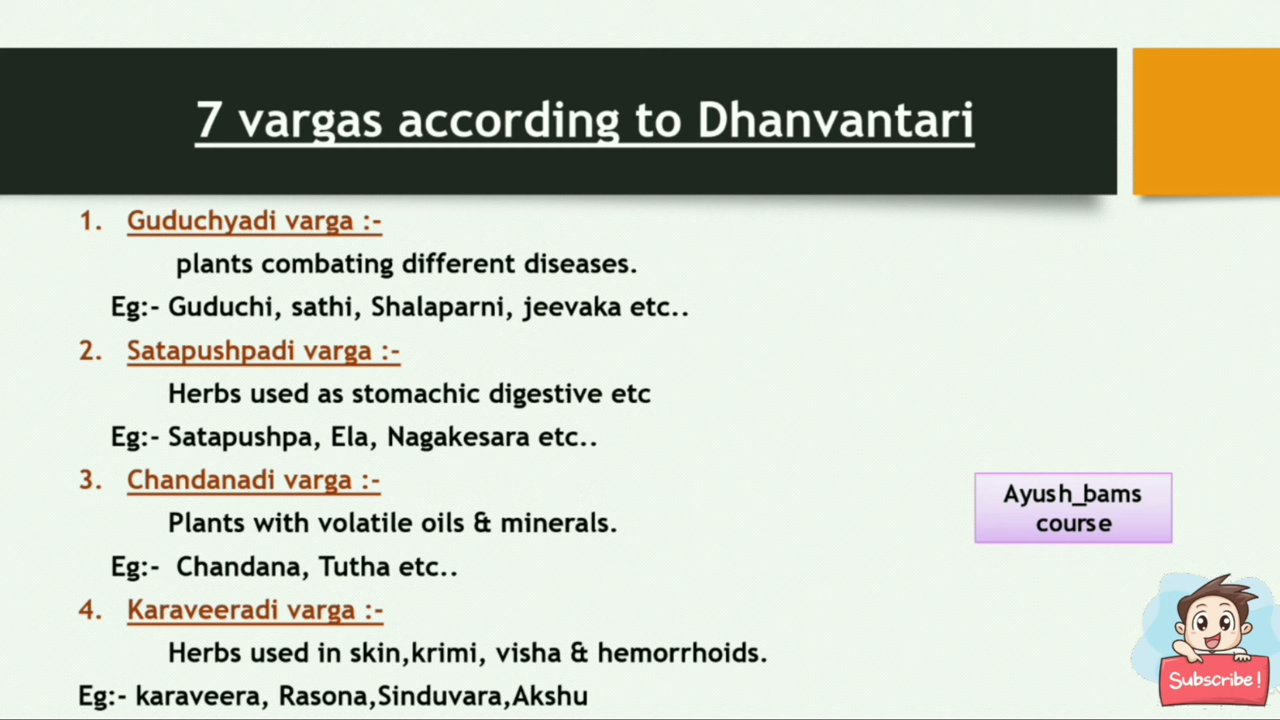 7 vargas according to Dhanvantari
1. Guduchyadi varga :-
plants combating different diseases.
Eg:- Guduchi, sathi, Shalaparni, jeevaka etc..
2. Satapushpadi varga :-
Herbs used as stomachic digestive etc
Eg:- Satapushpa, Ela, Nagakesara etc..
3. Chandanadi varga :-
Plants with volatile oils & minerals.
Eg:- Chandana, Tutha etc..
4. Karaveeradi varga :-
Herbs used in skin,krimi, visha & hemorrhoids.
Eg:- karaveera, Rasona,Sinduvara,Akshu
Ayush_bams
course
Subscribe!